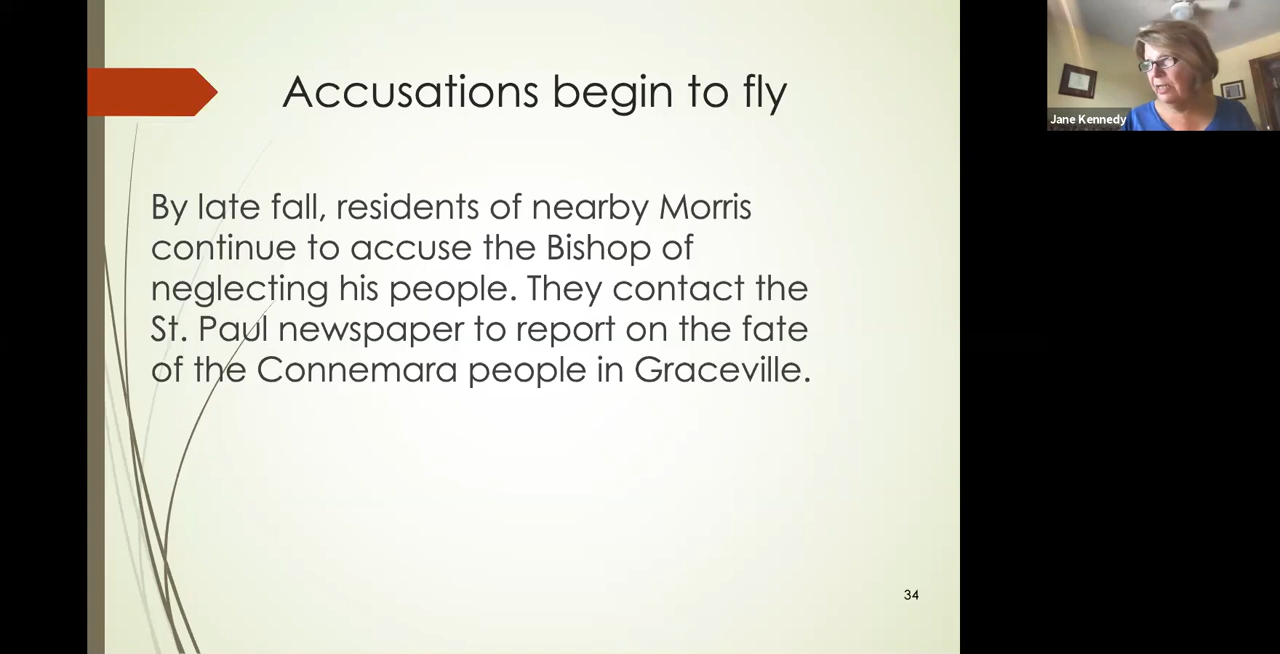 Accusations begin to fly
By late fall, residents of nearby Morris
continue to accuse the Bishop of
neglecting his people. They contact the
St. Paul newspaper to report on the fate
of the Connemara people in Graceville.
34
Jane Kennedy